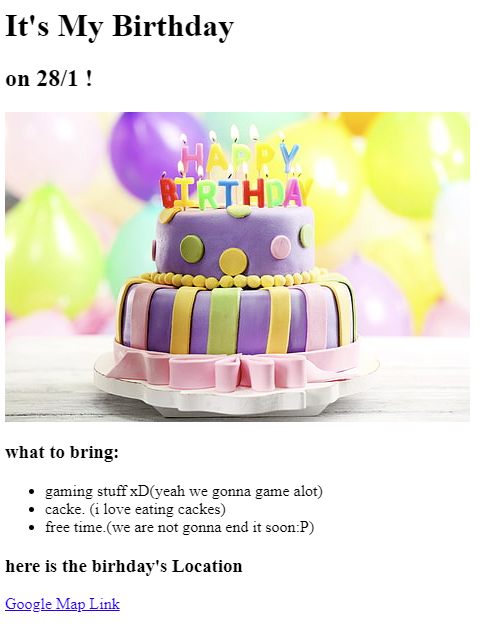 It's My Birthday
on 28/1 !
HAPPY
BIRTHDAY
what to bring:
gaming stuff xD(yeah we gonna game alot)
cacke. (i love eating cackes)
free time.(we are not gonna end it soon:P)
here is the birhday's Location
Google Map Link